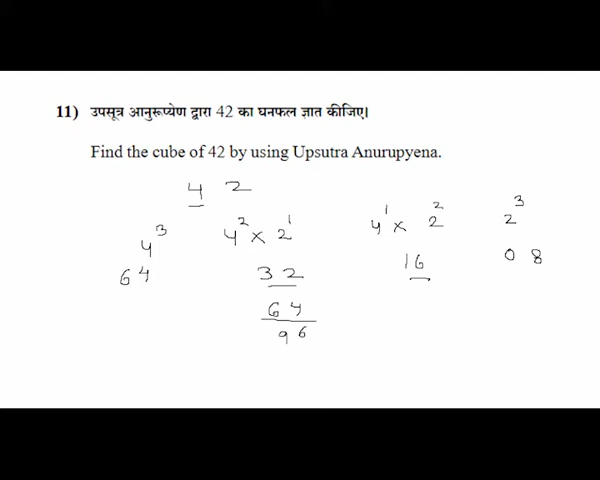 11) उपसूत्र आनुरूप्येण द्वारा 42 का घनफल ज्ञात कीजिए।
Find the cube of 42 by using Upsutra Anurupyena.
4 2
4³ 4² × 2¹ 4¹ × 2² 2³
64 32 16 08
64
96